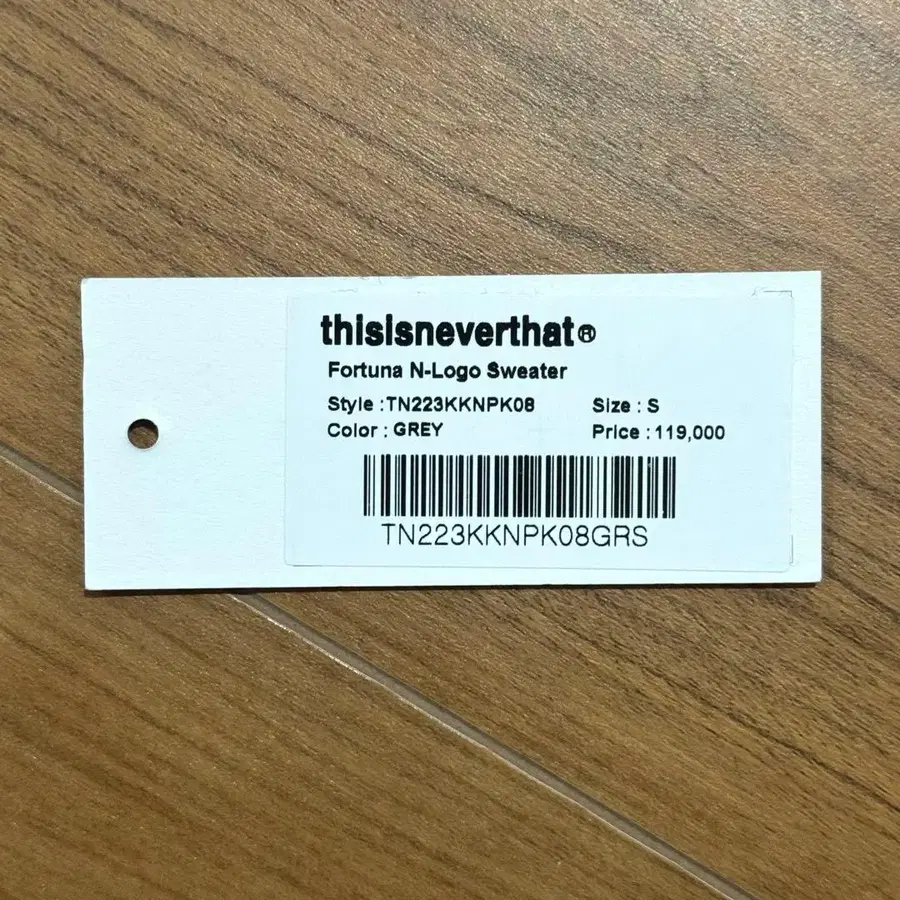 thisisneverthat®
Fortuna N-Logo Sweater
Style :TN223KKNPK08 Size : S
Color : GREY Price : 119,000
TN223KKNPK08GRS